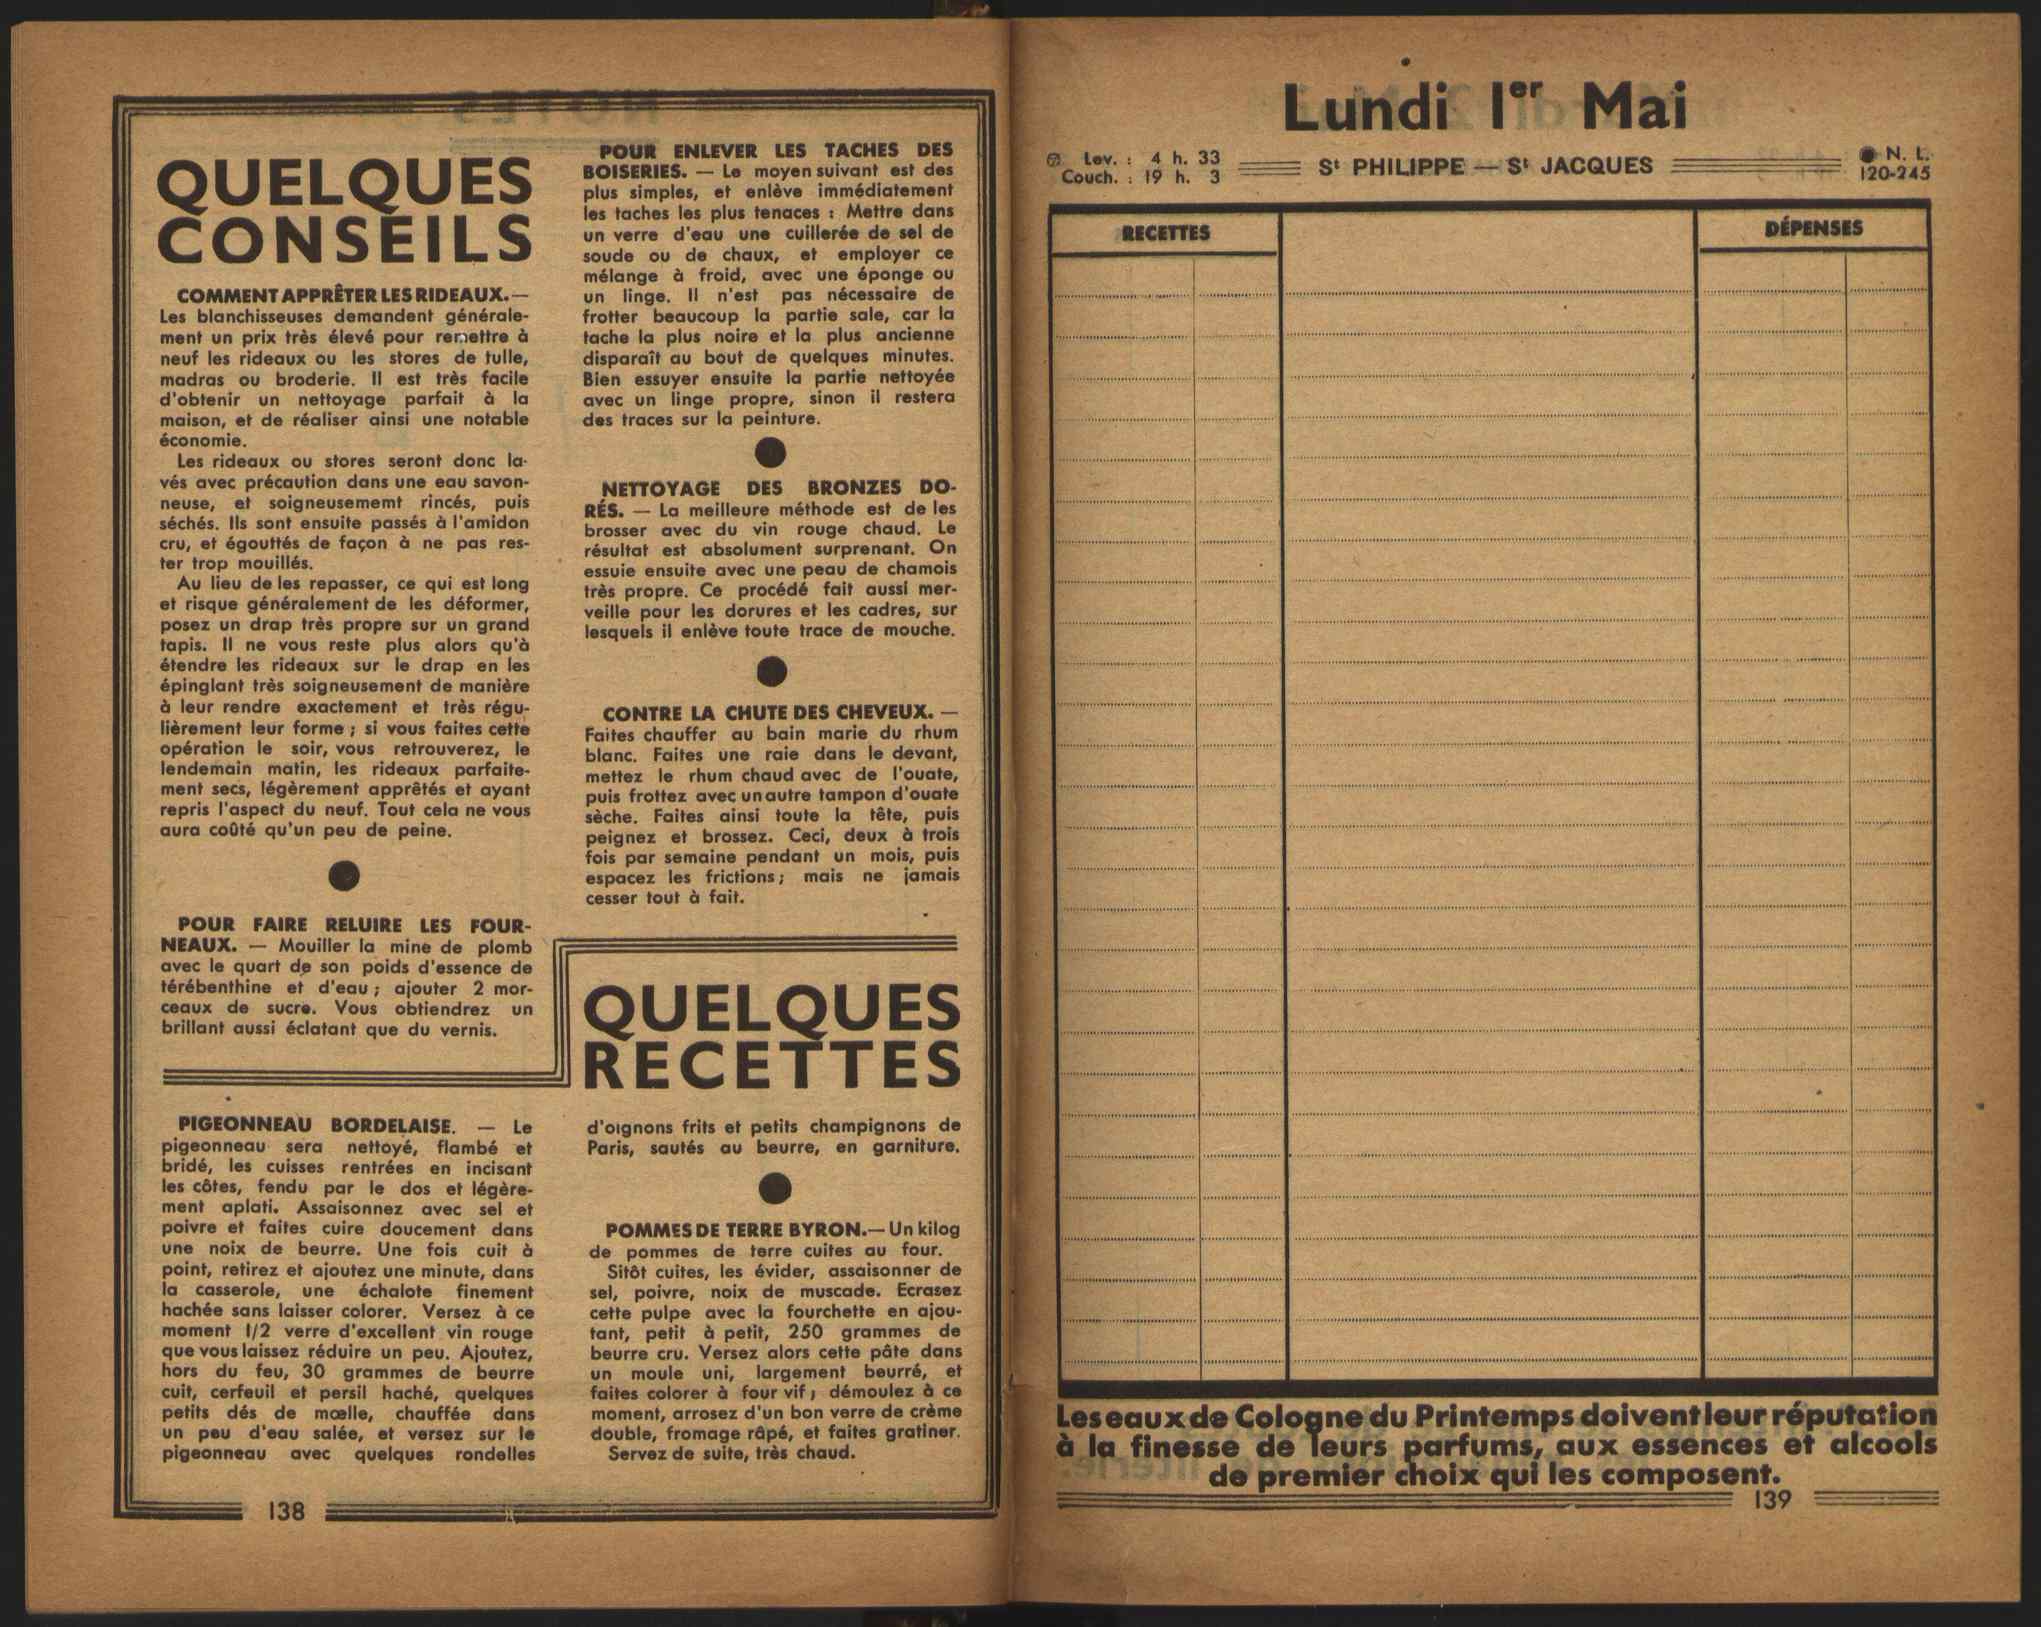 QUELQUES
CONSEILS
COMMENT APPRÊTER LES RIDEAUX. —
Les blanchisseuses demandent générale-
ment un prix très élevé pour remettre à
neuf les rideaux ou les stores de tulle,
madras ou broderie. Il est très facile
d'obtenir un nettoyage parfait à la
maison, et de réaliser ainsi une notable
économie.
Les rideaux ou stores seront donc la-
vés avec précaution dans une eau savon-
neuse, et soigneusememt rincés, puis
séchés. Ils sont ensuite passés à l'amidon
cru, et égouttés de façon à ne pas res-
ter trop mouillés.
Au lieu de les repasser, ce qui est long
et risque généralement de les déformer,
posez un drap très propre sur un grand
tapis. Il ne vous reste plus alors qu'à
étendre les rideaux sur le drap en les
épinglant très soigneusement de manière
à leur rendre exactement et très régu-
lièrement leur forme ; si vous faites cette
opération le soir, vous retrouverez, le
lendemain matin, les rideaux parfaite-
ment secs, légèrement apprêtés et ayant
repris l'aspect du neuf. Tout cela ne vous
aura coûté qu'un peu de peine.
POUR FAIRE RELUIRE LES FOUR-
NEAUX. — Mouiller la mine de plomb
avec le quart de son poids d'essence de
térébenthine et d'eau ; ajouter 2 mor-
ceaux de sucre. Vous obtiendrez un
brillant aussi éclatant que du vernis.
POUR ENLEVER LES TACHES DES
BOISERIES. — Le moyen suivant est des
plus simples, et enlève immédiatement
les taches les plus tenaces : Mettre dans
un verre d'eau une cuillerée de sel de
soude ou de chaux, et employer ce
mélange à froid, avec une éponge ou
un linge. Il n'est pas nécessaire de
frotter beaucoup la partie sale, car la
tache la plus noire et la plus ancienne
disparaît au bout de quelques minutes.
Bien essuyer ensuite la partie nettoyée
avec un linge propre, sinon il restera
des traces sur la peinture.
NETTOYAGE DES BRONZES DO-
RÉS. — La meilleure méthode est de les
brosser avec du vin rouge chaud. Le
résultat est absolument surprenant. On
essuie ensuite avec une peau de chamois
très propre. Ce procédé fait aussi mer-
veille pour les dorures et les cadres, sur
lesquels il enlève toute trace de mouche.
CONTRE LA CHUTE DES CHEVEUX. —
Faites chauffer au bain marie du rhum
blanc. Faites une raie dans le devant,
mettez le rhum chaud avec de l'ouate,
puis frottez avec un autre tampon d'ouate
sèche. Faites ainsi toute la tête, puis
peignez et brossez. Ceci, deux à trois
fois par semaine pendant un mois, puis
espacez les frictions ; mais ne jamais
cesser tout à fait.
QUELQUES
RECETTES
PIGEONNEAU BORDELAISE. — Le
pigeonneau sera nettoyé, flambé et
bridé, les cuisses rentrées en incisant
les côtes, fendu par le dos et légère-
ment aplati. Assaisonnez avec sel et
poivre et faites cuire doucement dans
une noix de beurre. Une fois cuit à
point, retirez et ajoutez une minute, dans
la casserole, une échalote finement
hachée sans laisser colorer. Versez à ce
moment 1/2 verre d'excellent vin rouge
que vous laissez réduire un peu. Ajoutez,
hors du feu, 30 grammes de beurre
cuit, cerfeuil et persil haché, quelques
petits dés de mœlle, chauffée dans
un peu d'eau salée, et versez sur le
pigeonneau avec quelques rondelles
d'oignons frits et petits champignons de
Paris, sautés au beurre, en garniture.
POMMES DE TERRE BYRON. — Un kilog
de pommes de terre cuites au four.
Sitôt cuites, les évider, assaisonner de
sel, poivre, noix de muscade. Ecrasez
cette pulpe avec la fourchette en ajou-
tant, petit à petit, 250 grammes de
beurre cru. Versez alors cette pâte dans
un moule uni, largement beurré, et
faites colorer à four vif ; démoulez à ce
moment, arrosez d'un bon verre de crème
double, fromage râpé, et faites gratiner.
Servez de suite, très chaud.
138
Lundi 1er Mai
Lev. : 4 h. 33
Couch. : 19 h. 3
St PHILIPPE — St JACQUES
N. L.
120-245
RECETTES
DÉPENSES
Les eaux de Cologne du Printemps doivent leur réputation
à la finesse de leurs parfums, aux essences et alcools
de premier choix qui les composent.
139